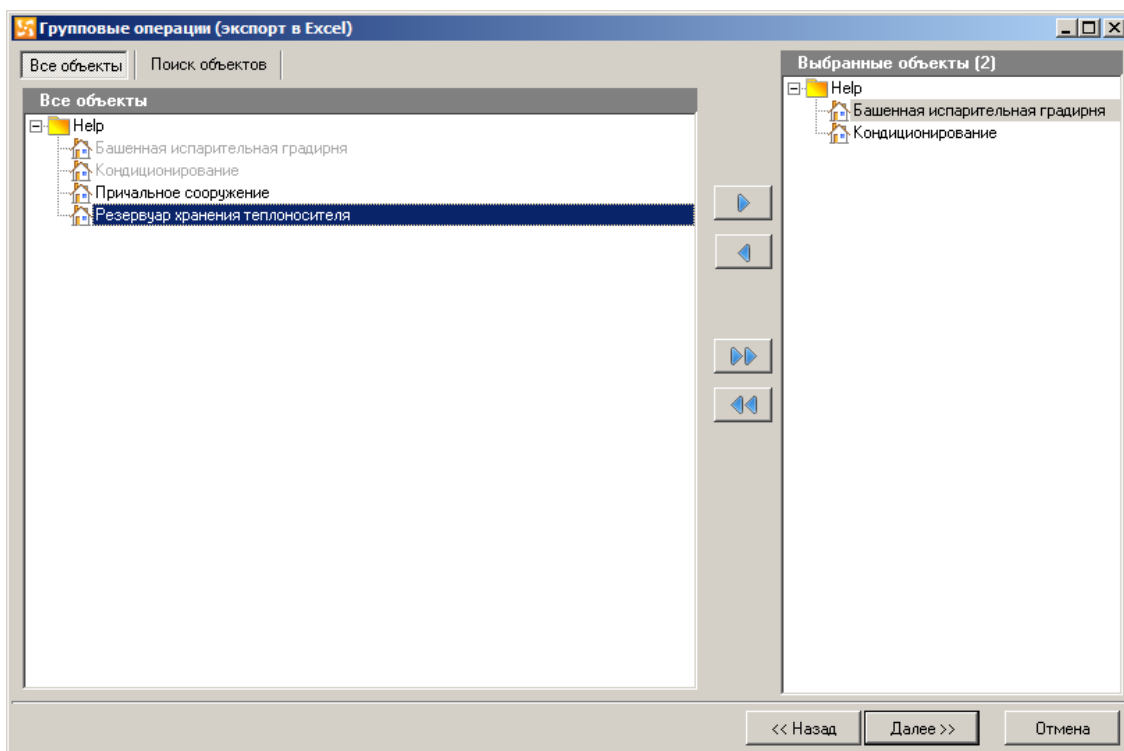 Групповые операции (экспорт в Excel)
Все объекты
Поиск объектов
Все объекты
Help
Башенная испарительная градирня
Кондиционирование
Причальное сооружение
Резервуар хранения теплоносителя
Выбранные объекты (2)
Help
Башенная испарительная градирня
Кондиционирование
<< Назад
Далее >>
Отмена